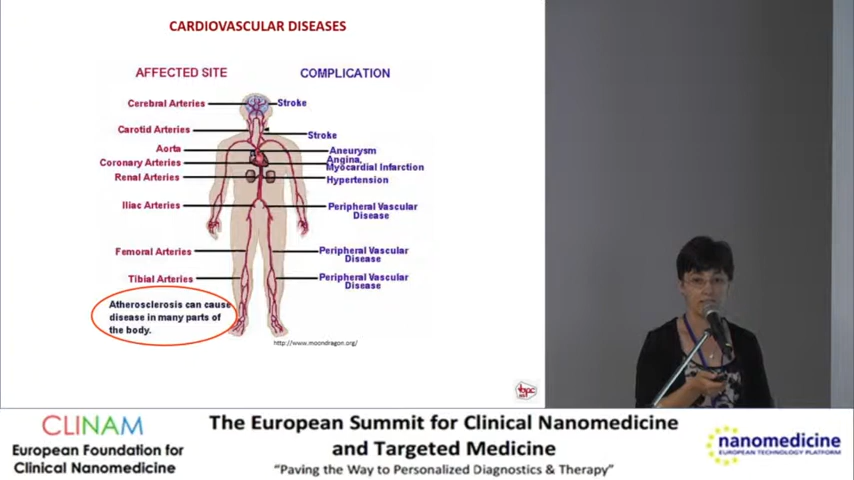 CARDIOVASCULAR DISEASES
AFFECTED SITE
COMPLICATION
Cerebral Arteries
Stroke
Carotid Arteries
Stroke
Aorta
Aneurysm
Coronary Arteries
Angina,
Myocardial Infarction
Renal Arteries
Hypertension
Iliac Arteries
Peripheral Vascular
Disease
Femoral Arteries
Peripheral Vascular
Disease
Tibial Arteries
Peripheral Vascular
Disease
Atherosclerosis can cause
disease in many parts of
the body.
http://www.moondragon.org/
CLINAM
European Foundation for
Clinical Nanomedicine
The European Summit for Clinical Nanomedicine
and Targeted Medicine
“Paving the Way to Personalized Diagnostics & Therapy”
nanomedicine
EUROPEAN TECHNOLOGY PLATFORM